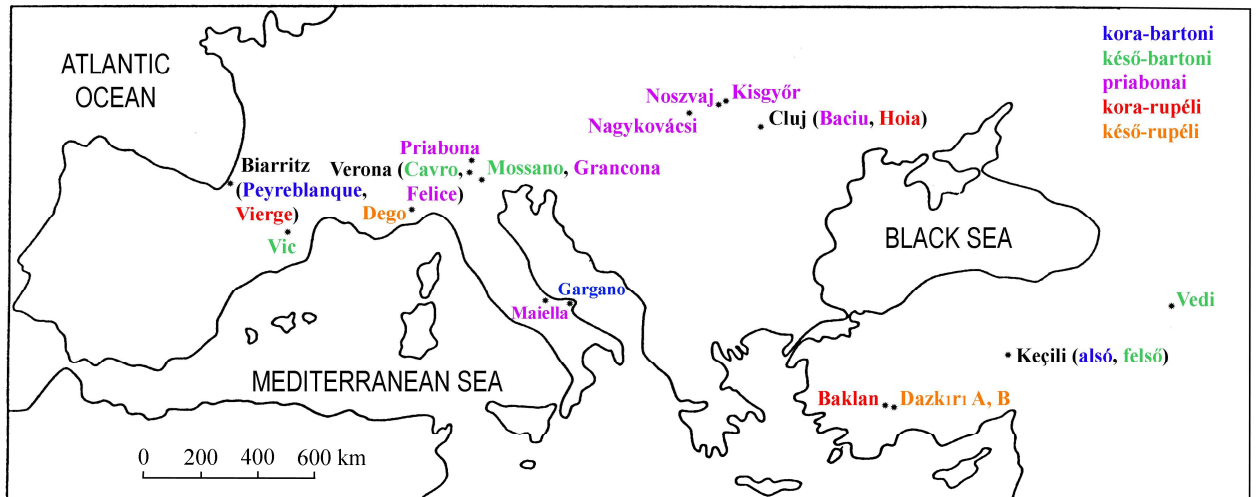 kora-bartoni
késő-bartoni
priabonai
kora-rupéli
késő-rupéli
ATLANTIC
OCEAN
Noszvaj
Kisgyőr
Nagykovácsi
Cluj (Baciu, Hoia)
Priabona
Biarritz
(Peyreblanque,
Vierge)
Verona (Cavro,
Felice)
Mossano, Grancona
Dego
Vic
BLACK SEA
Gargano
Maiella
Vedi
Keçili (alsó, felső)
MEDITERRANEAN SEA
Baklan
Dazkırı A, B
0 200 400 600 km